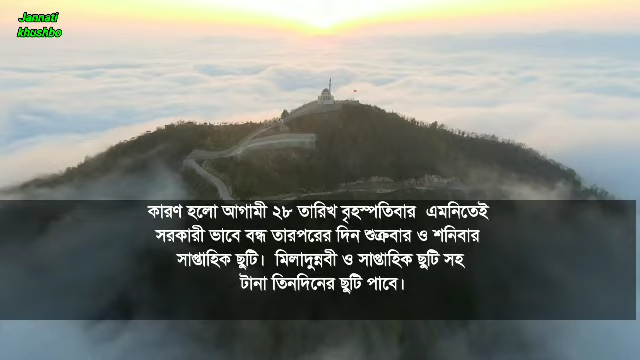 Jannati
khushbo
কারণ হলো আগামী ২৮ তারিখ বৃহস্পতিবার এমনিতেই
সরকারী ভাবে বন্ধ তারপরের দিন শুক্রবার ও শনিবার
সাপ্তাহিক ছুটি। মিলাদুন্নবী ও সাপ্তাহিক ছুটি সহ
টানা তিনদিনের ছুটি পাবে।